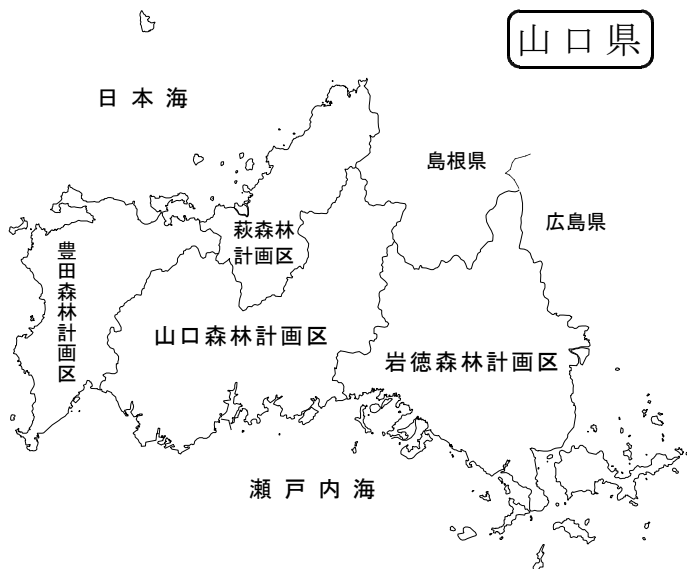 山口県
日本海
島根県
広島県
萩森林
計画区
豊田森林計画区
山口森林計画区
岩徳森林計画区
瀬戸内海